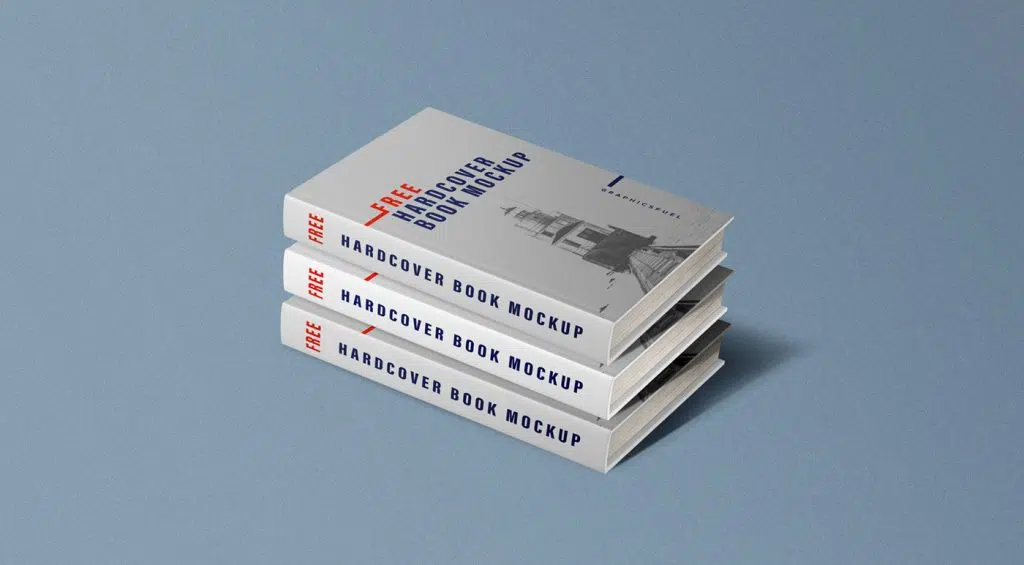 FREE
HARDCOVER
BOOK MOCKUP
GRAPHICSFUEL
FREE
HARDCOVER BOOK MOCKUP
FREE
HARDCOVER BOOK MOCKUP
FREE
HARDCOVER BOOK MOCKUP